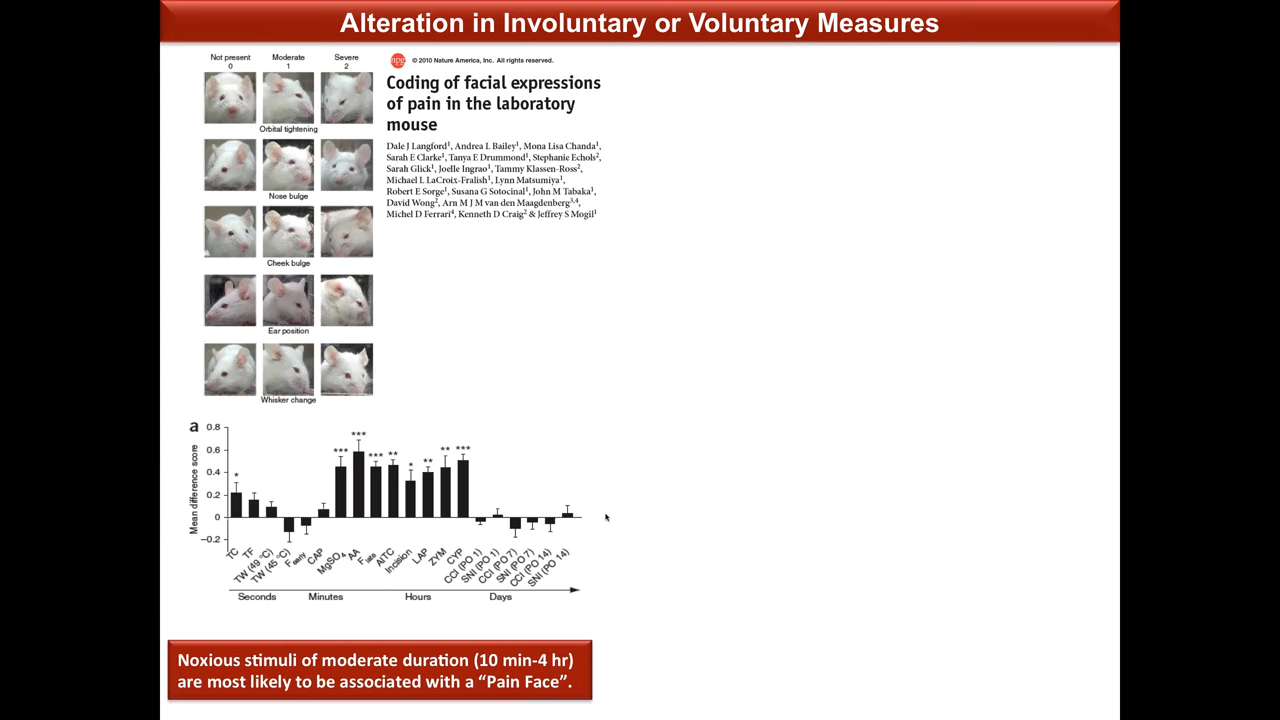 Alteration in Involuntary or Voluntary Measures
Not present
0
Moderate
1
Severe
2
Orbital tightening
Nose bulge
Cheek bulge
Ear position
Whisker change
npg
© 2010 Nature America, Inc. All rights reserved.
Coding of facial expressions
of pain in the laboratory
mouse
Dale J Langford1, Andrea L Bailey1, Mona Lisa Chanda1,
Sarah E Clarke1, Tanya E Drummond1, Stephanie Echols2,
Sarah Glick1, Joelle Ingrao1, Tammy Klassen-Ross2,
Michael L LaCroix-Fralish1, Lynn Matsumiya1,
Robert E Sorge1, Susana G Sotocinal1, John M Tabaka1,
David Wong2, Arn M J M van den Maagdenberg3,4,
Michel D Ferrari4, Kenneth D Craig2 & Jeffrey S Mogil1
a
Mean difference score
0.8
0.6
0.4
0.2
0
–0.2
*
***
***
***
**
*
**
**
***
TC
TF
TW (49 °C)
TW (45 °C)
F early
CAP
MgSO4
AA
F late
AITC
Incision
LAP
ZYM
CYP
CCI (PO 1)
SNI (PO 1)
CCI (PO 7)
SNI (PO 7)
CCI (PO 14)
SNI (PO 14)
Seconds
Minutes
Hours
Days
Noxious stimuli of moderate duration (10 min-4 hr)
are most likely to be associated with a “Pain Face”.